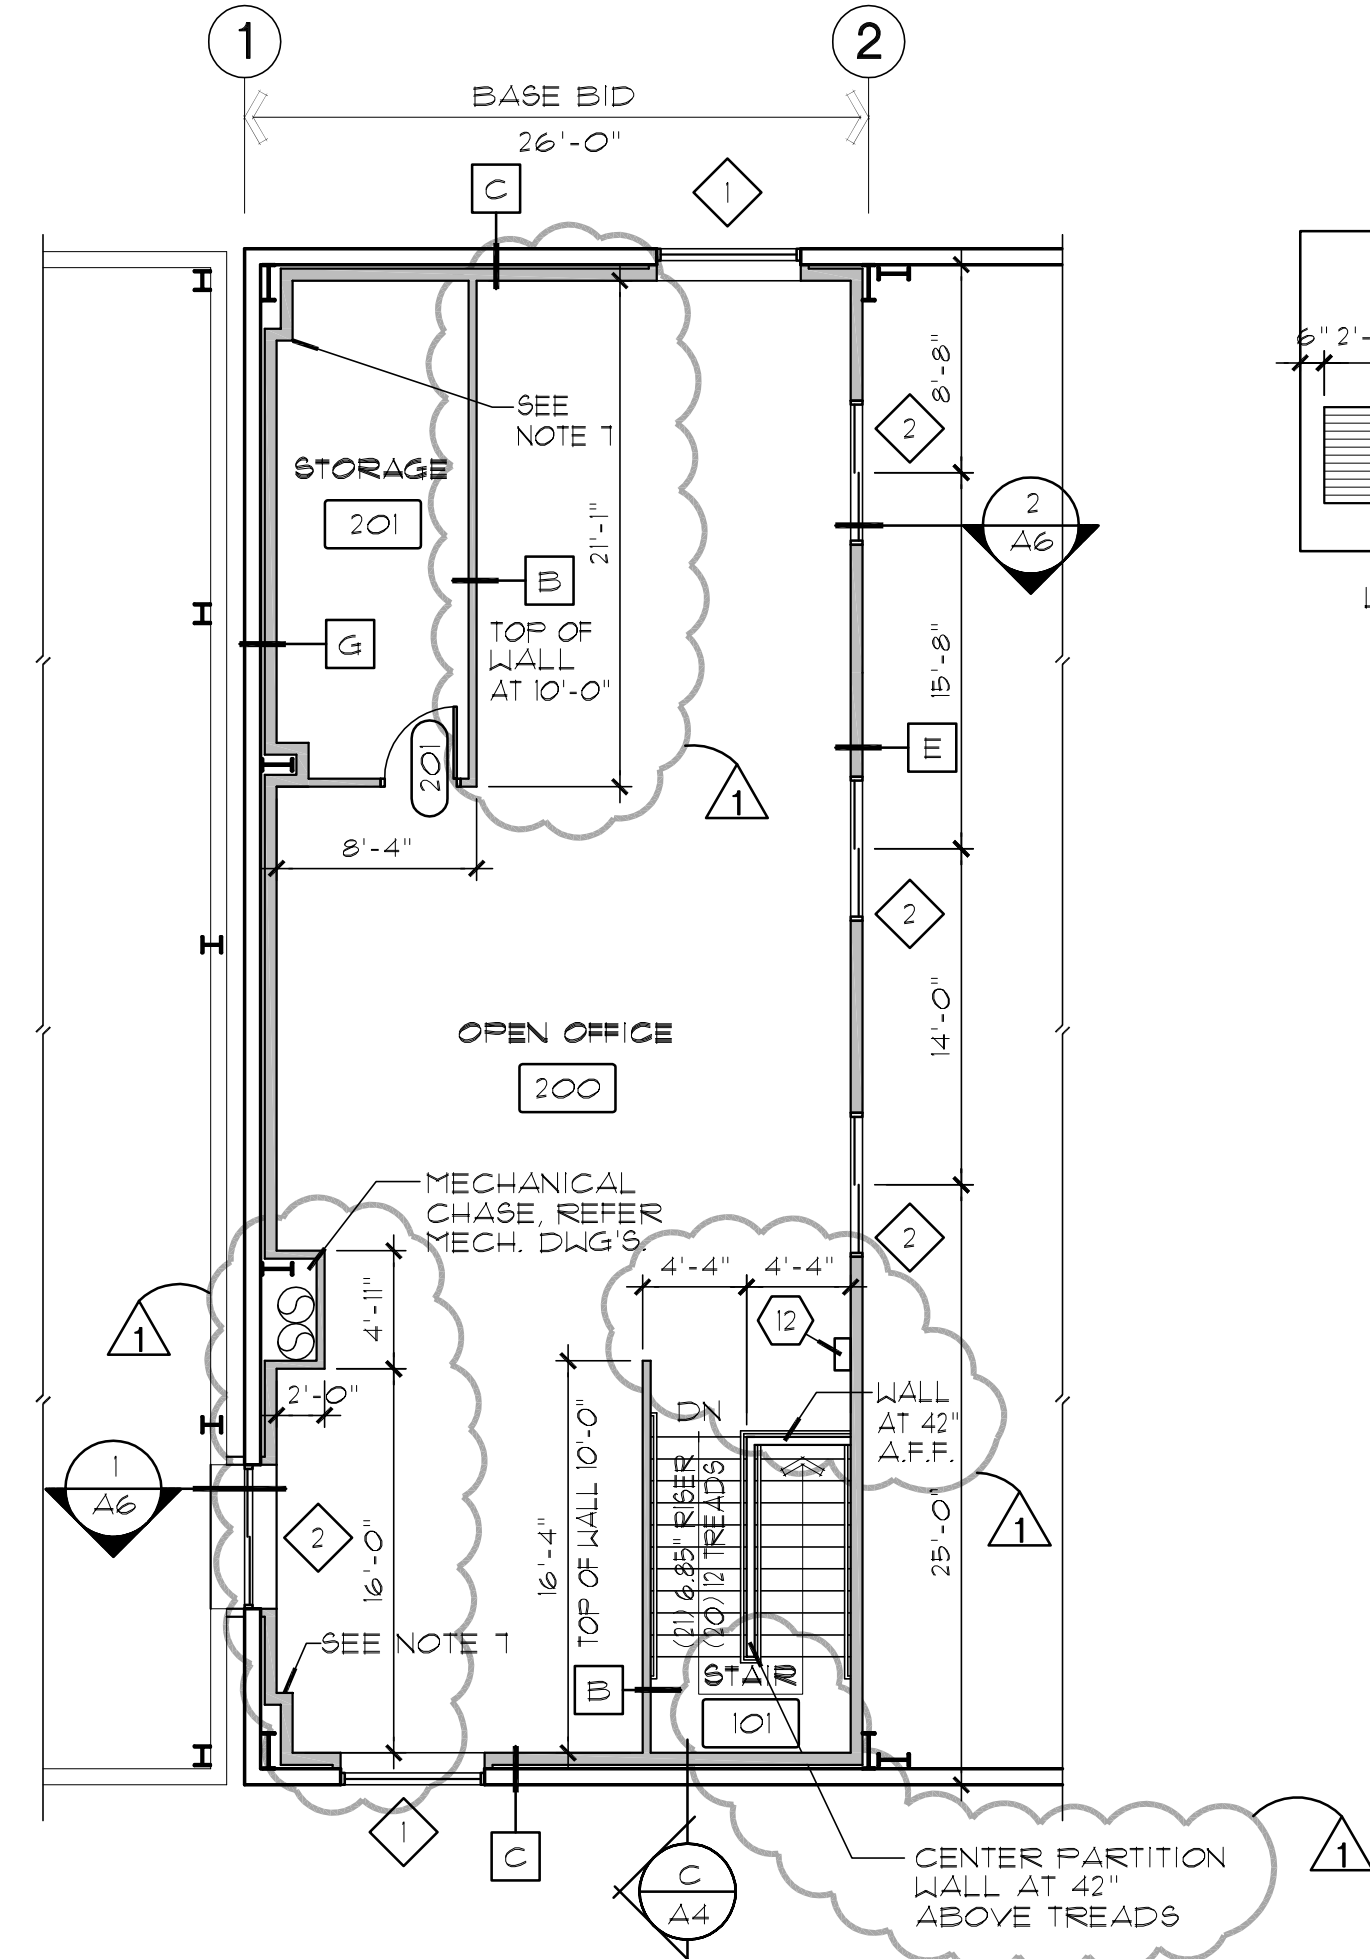 1
2
BASE BID
26'-0"
C
1
6" 2'-
8'-8"
SEE
NOTE 7
2
STORAGE
201
2
A6
21'-1"
B
G
TOP OF
WALL
AT 10'-0"
15'-8"
E
201
1
8'-4"
2
14'-0"
OPEN OFFICE
200
MECHANICAL
CHASE, REFER
MECH. DWG'S.
2
4'-4" 4'-4"
1
4'-11"
12
2'-0"
DN
WALL
AT 42"
A.F.F.
1
A6
2
16'-0"
16'-4"
TOP OF WALL 10'-0"
(21) 6.85" RISER
(20) 12 TREADS
25'-0"
1
SEE NOTE 7
STAIR
B
101
1
C
C
A4
1
CENTER PARTITION
WALL AT 42"
ABOVE TREADS